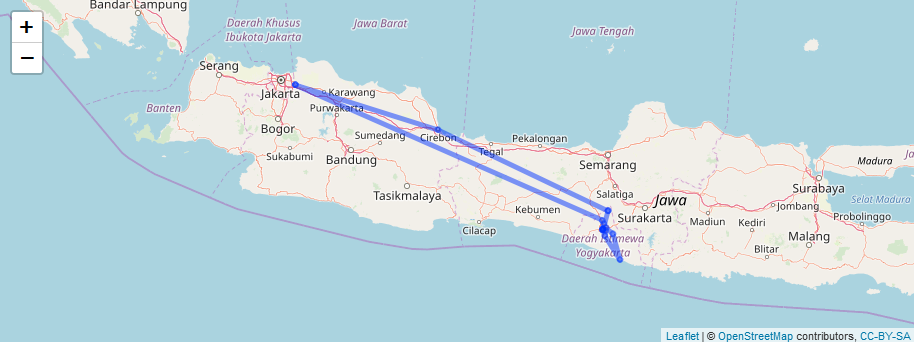 Bandar Lampung
+
−
Daerah Khusus
Ibukota Jakarta
Jawa Barat
Jawa Tengah
Serang
Jakarta
Karawang
Banten
Purwakarta
Bogor
Cirebon
Sumedang
Sukabumi
Bandung
Tegal
Pekalongan
Semarang
Madura
Tasikmalaya
Salatiga
Jawa
Surabaya
Selat Madura
Kebumen
Surakarta
Madiun
Jombang
Kediri
Probolinggo
Cilacap
Daerah Istimewa
Yogyakarta
Blitar
Malang
Leaflet | © OpenStreetMap contributors, CC-BY-SA